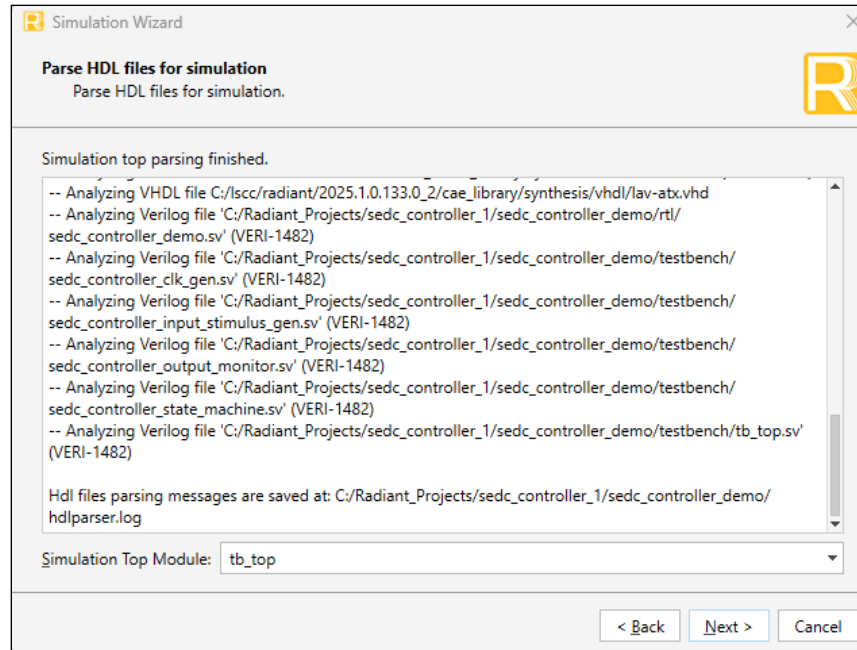 Simulation Wizard
Parse HDL files for simulation
Parse HDL files for simulation.
Simulation top parsing finished.
-- Analyzing VHDL file C:/lscc/radiant/2025.1.0.133.0_2/cae_library/synthesis/vhdl/lav-atx.vhd
-- Analyzing Verilog file 'C:/Radiant_Projects/sedc_controller_1/sedc_controller_demo/rtl/
sedc_controller_demo.sv' (VERI-1482)
-- Analyzing Verilog file 'C:/Radiant_Projects/sedc_controller_1/sedc_controller_demo/testbench/
sedc_controller_clk_gen.sv' (VERI-1482)
-- Analyzing Verilog file 'C:/Radiant_Projects/sedc_controller_1/sedc_controller_demo/testbench/
sedc_controller_input_stimulus_gen.sv' (VERI-1482)
-- Analyzing Verilog file 'C:/Radiant_Projects/sedc_controller_1/sedc_controller_demo/testbench/
sedc_controller_output_monitor.sv' (VERI-1482)
-- Analyzing Verilog file 'C:/Radiant_Projects/sedc_controller_1/sedc_controller_demo/testbench/
sedc_controller_state_machine.sv' (VERI-1482)
-- Analyzing Verilog file 'C:/Radiant_Projects/sedc_controller_1/sedc_controller_demo/testbench/tb_top.sv'
(VERI-1482)
Hdl files parsing messages are saved at: C:/Radiant_Projects/sedc_controller_1/sedc_controller_demo/
hdlparser.log
Simulation Top Module: tb_top
< Back Next > Cancel